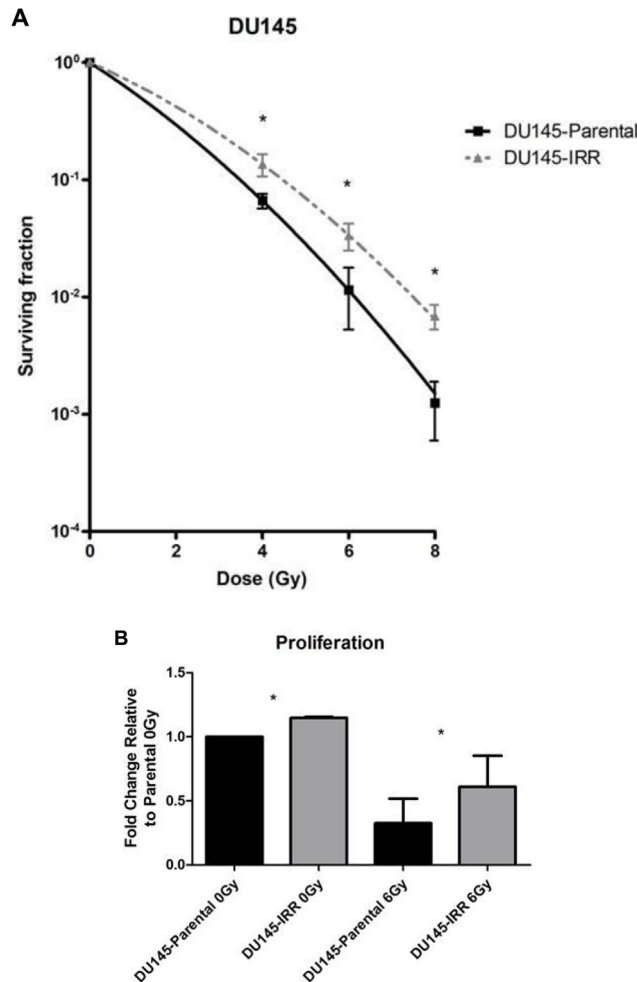 A
DU145
10⁰
10⁻¹
10⁻²
10⁻³
10⁻⁴
Surviving fraction
0
2
4
6
8
Dose (Gy)
*
*
*
DU145-Parental
DU145-IRR
B
Proliferation
Fold Change Relative
to Parental 0Gy
1.5
1.0
0.5
0.0
*
*
DU145-Parental 0Gy
DU145-IRR 0Gy
DU145-Parental 6Gy
DU145-IRR 6Gy